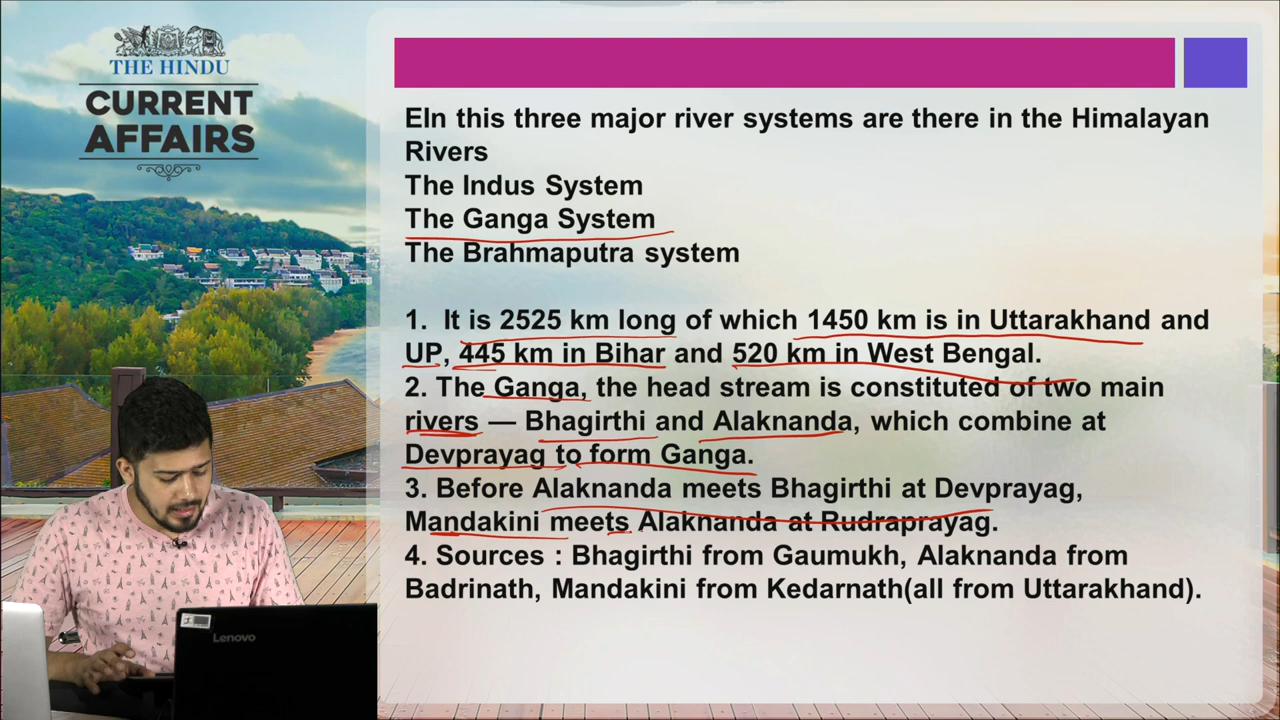 THE HINDU
CURRENT
AFFAIRS
EIn this three major river systems are there in the Himalayan
Rivers
The Indus System
The Ganga System
The Brahmaputra system
1. It is 2525 km long of which 1450 km is in Uttarakhand and
UP, 445 km in Bihar and 520 km in West Bengal.
2. The Ganga, the head stream is constituted of two main
rivers — Bhagirthi and Alaknanda, which combine at
Devprayag to form Ganga.
3. Before Alaknanda meets Bhagirthi at Devprayag,
Mandakini meets Alaknanda at Rudraprayag.
4. Sources : Bhagirthi from Gaumukh, Alaknanda from
Badrinath, Mandakini from Kedarnath(all from Uttarakhand).
Lenovo